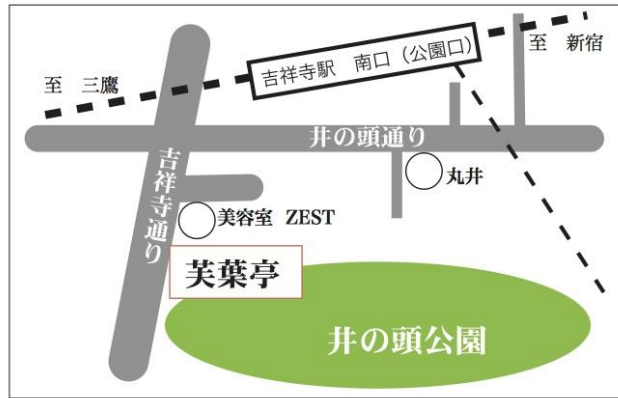 吉祥寺駅 南口(公園口)
至 新宿
至 三鷹
井の頭通り
吉祥寺通り
丸井
美容室 ZEST
芙葉亭
井の頭公園